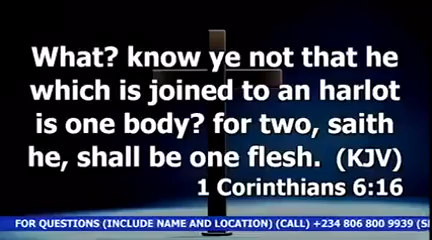 What? know ye not that he
which is joined to an harlot
is one body? for two, saith
he, shall be one flesh. (KJV)
1 Corinthians 6:16
FOR QUESTIONS (INCLUDE NAME AND LOCATION) (CALL) +234 806 800 9939